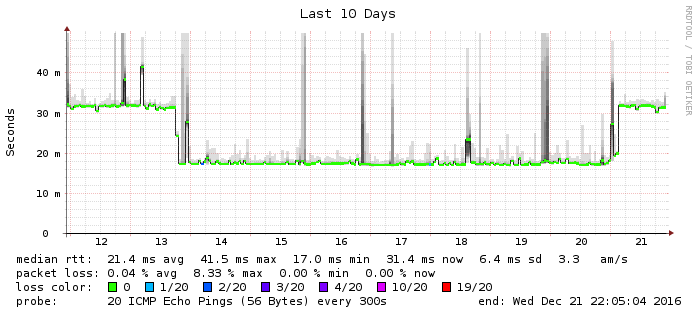 Last 10 Days
RRDTOOL / TOBI OETIKER
Seconds
40 m
30 m
20 m
10 m
0
12 13 14 15 16 17 18 19 20 21
median rtt: 21.4 ms avg 41.5 ms max 17.0 ms min 31.4 ms now 6.4 ms sd 3.3 am/s
packet loss: 0.04 % avg 8.33 % max 0.00 % min 0.00 % now
loss color: 0 1/20 2/20 3/20 4/20 10/20 19/20
probe: 20 ICMP Echo Pings (56 Bytes) every 300s end: Wed Dec 21 22:05:04 2016